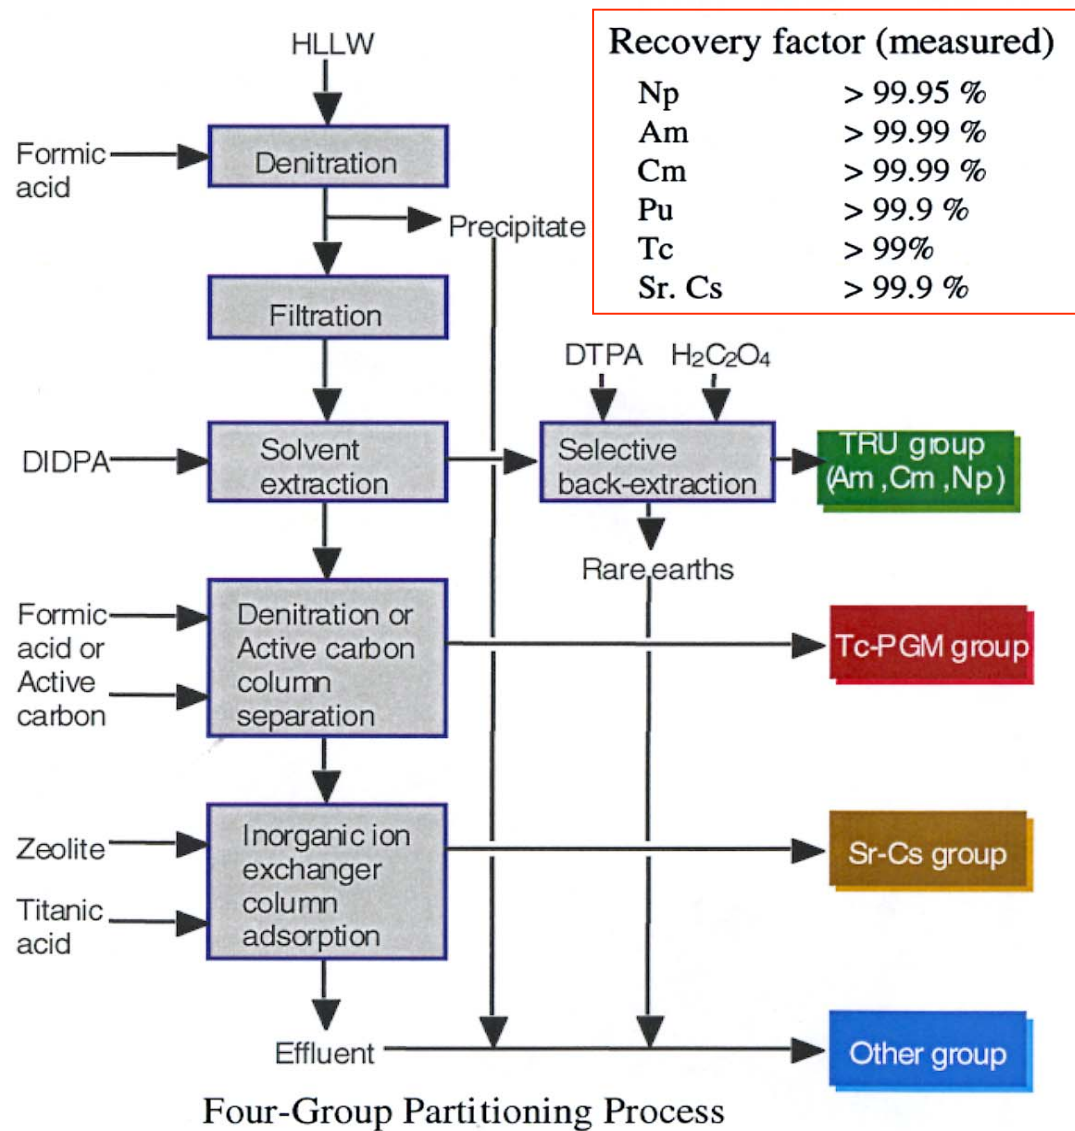 HLLW
Recovery factor (measured)
Np > 99.95 %
Am > 99.99 %
Cm > 99.99 %
Pu > 99.9 %
Tc > 99%
Sr. Cs > 99.9 %
Formic
acid
Denitration
Precipitate
Filtration
DTPA
H₂C₂O₄
DIDPA
Solvent
extraction
Selective
back-extraction
TRU group
(Am ,Cm ,Np)
Rare earths
Formic
acid or
Active
carbon
Denitration or
Active carbon
column
separation
Tc-PGM group
Zeolite
Titanic
acid
Inorganic ion
exchanger
column
adsorption
Sr-Cs group
Effluent
Other group
Four-Group Partitioning Process